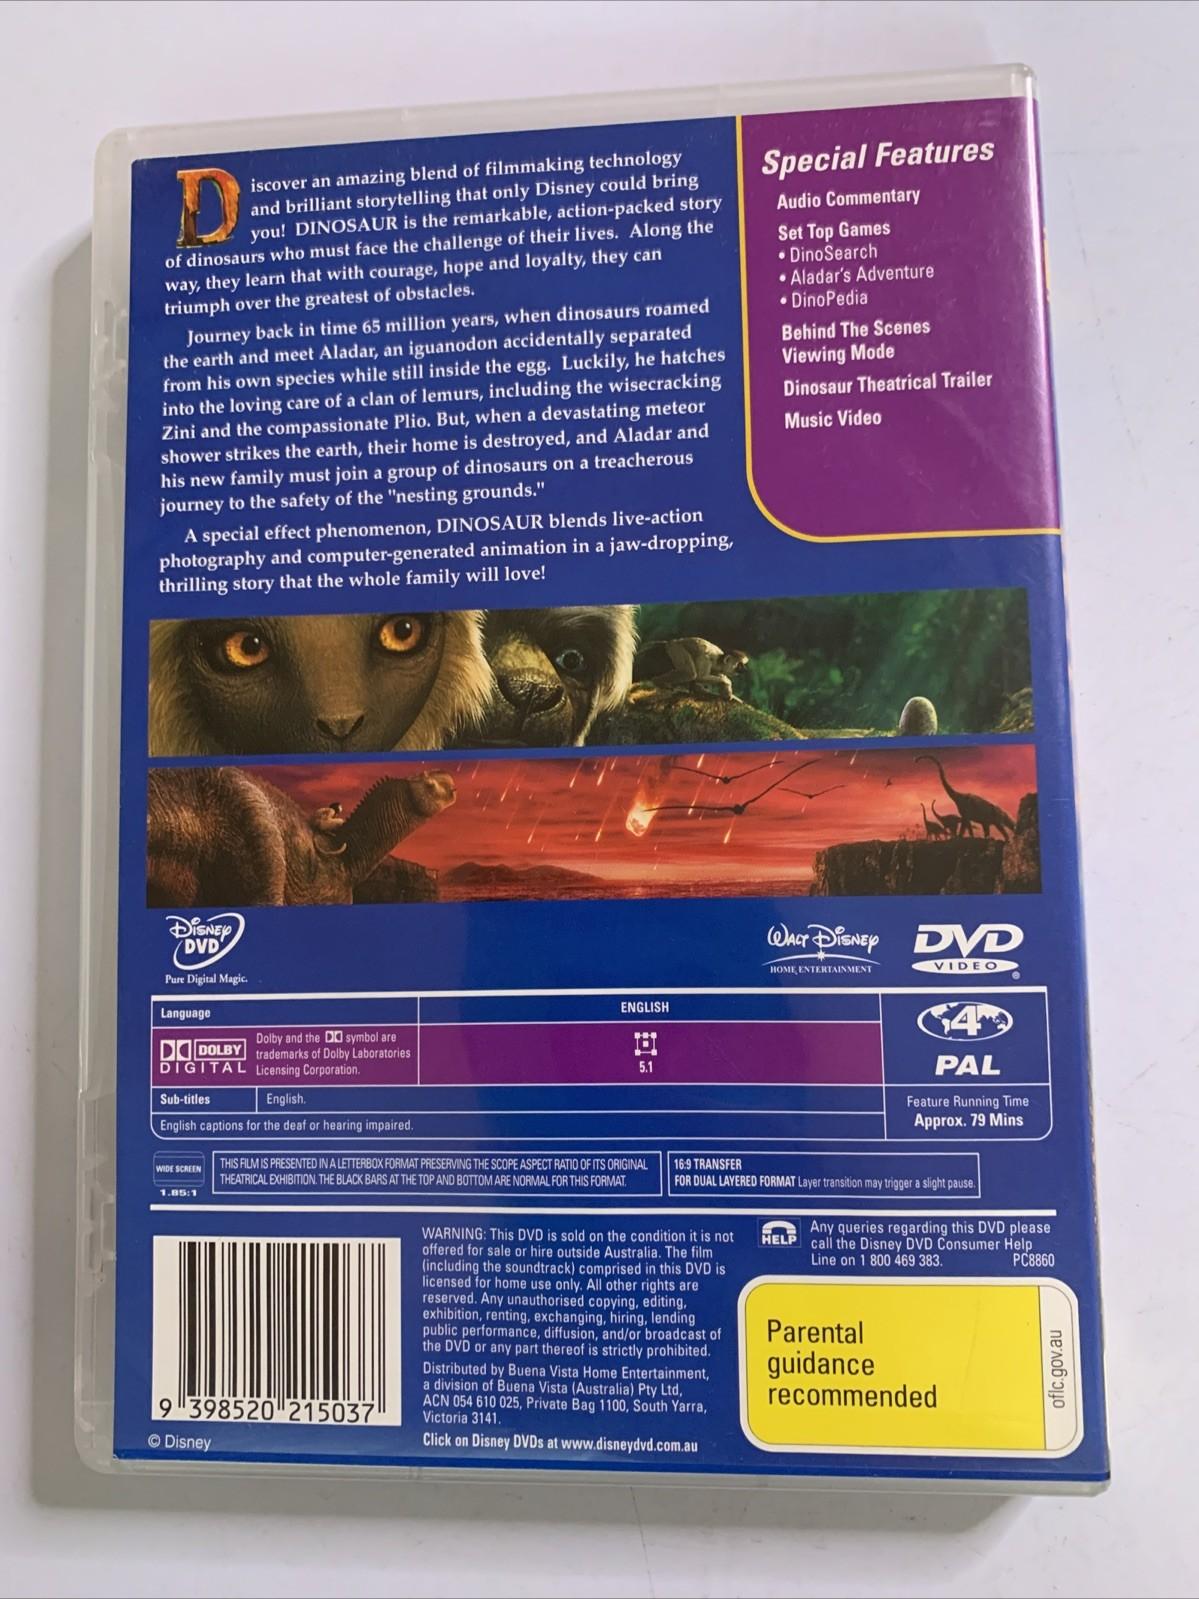 Discover an amazing blend of filmmaking technology
and brilliant storytelling that only Disney could bring
you! DINOSAUR is the remarkable, action-packed story
of dinosaurs who must face the challenge of their lives. Along the
way, they learn that with courage, hope and loyalty, they can
triumph over the greatest of obstacles.
Journey back in time 65 million years, when dinosaurs roamed
the earth and meet Aladar, an iguanodon accidentally separated
from his own species while still inside the egg. Luckily, he hatches
into the loving care of a clan of lemurs, including the wisecracking
Zini and the compassionate Plio. But, when a devastating meteor
shower strikes the earth, their home is destroyed, and Aladar and
his new family must join a group of dinosaurs on a treacherous
journey to the safety of the "nesting grounds."
A special effect phenomenon, DINOSAUR blends live-action
photography and computer-generated animation in a jaw-dropping,
thrilling story that the whole family will love!
Special Features
Audio Commentary
Set Top Games
• DinoSearch
• Aladar's Adventure
• DinoPedia
Behind The Scenes
Viewing Mode
Dinosaur Theatrical Trailer
Music Video
Disney
DVD
Pure Digital Magic.
Walt Disney
HOME ENTERTAINMENT
DVD
VIDEO
Language
ENGLISH
DOLBY
DIGITAL
Dolby and the symbol are
trademarks of Dolby Laboratories
Licensing Corporation.
5.1
4
PAL
Sub-titles
English.
English captions for the deaf or hearing impaired.
Feature Running Time
Approx. 79 Mins
WIDE SCREEN
1.85:1
THIS FILM IS PRESENTED IN A LETTERBOX FORMAT PRESERVING THE SCOPE ASPECT RATIO OF ITS ORIGINAL
THEATRICAL EXHIBITION. THE BLACK BARS AT THE TOP AND BOTTOM ARE NORMAL FOR THIS FORMAT.
16:9 TRANSFER
FOR DUAL LAYERED FORMAT Layer transition may trigger a slight pause.
9 398520 215037
© Disney
WARNING: This DVD is sold on the condition it is not
offered for sale or hire outside Australia. The film
(including the soundtrack) comprised in this DVD is
licensed for home use only. All other rights are
reserved. Any unauthorised copying, editing,
exhibition, renting, exchanging, hiring, lending
public performance, diffusion, and/or broadcast of
the DVD or any part thereof is strictly prohibited.
Distributed by Buena Vista Home Entertainment,
a division of Buena Vista (Australia) Pty Ltd,
ACN 054 610 025, Private Bag 1100, South Yarra,
Victoria 3141.
Click on Disney DVDs at www.disneydvd.com.au
HELP
Any queries regarding this DVD please
call the Disney DVD Consumer Help
Line on 1 800 469 383.
PC8860
Parental
guidance
recommended
oflc.gov.au